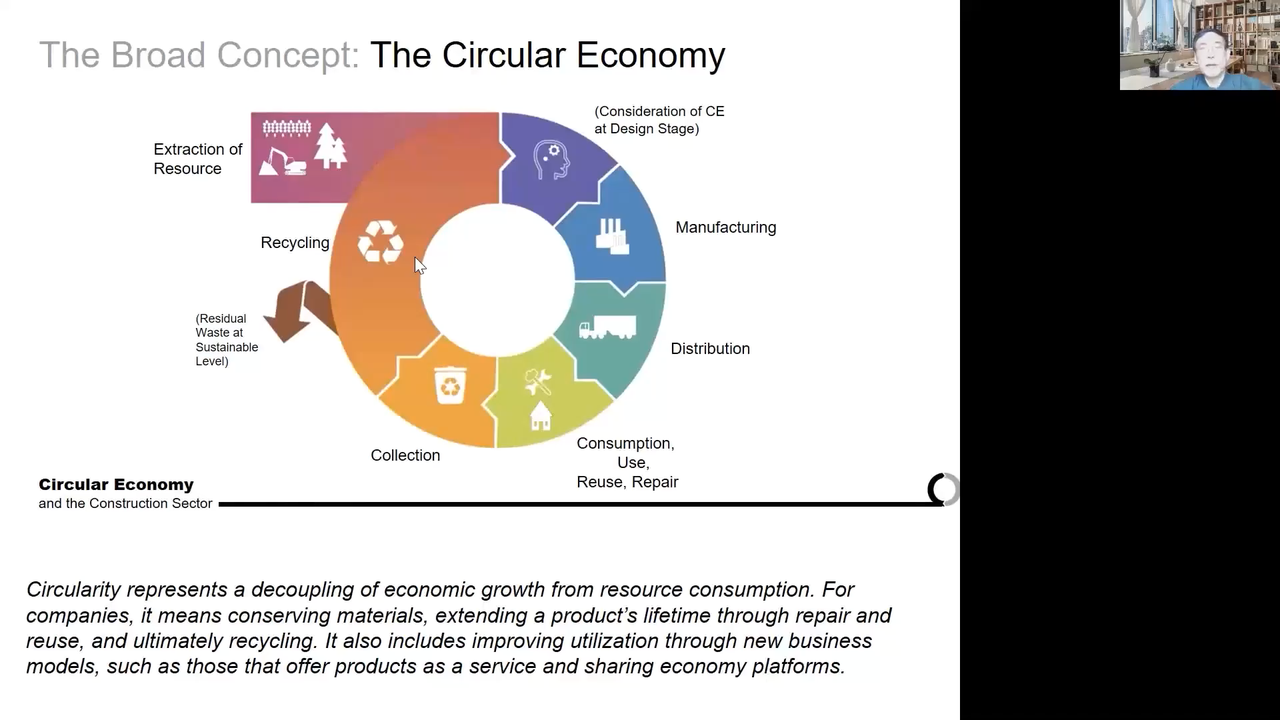 The Broad Concept: The Circular Economy
(Consideration of CE
at Design Stage)
Extraction of
Resource
Manufacturing
Recycling
(Residual
Waste at
Sustainable
Level)
Distribution
Consumption,
Use,
Reuse, Repair
Collection
Circular Economy
and the Construction Sector
Circularity represents a decoupling of economic growth from resource consumption. For
companies, it means conserving materials, extending a product's lifetime through repair and
reuse, and ultimately recycling. It also includes improving utilization through new business
models, such as those that offer products as a service and sharing economy platforms.